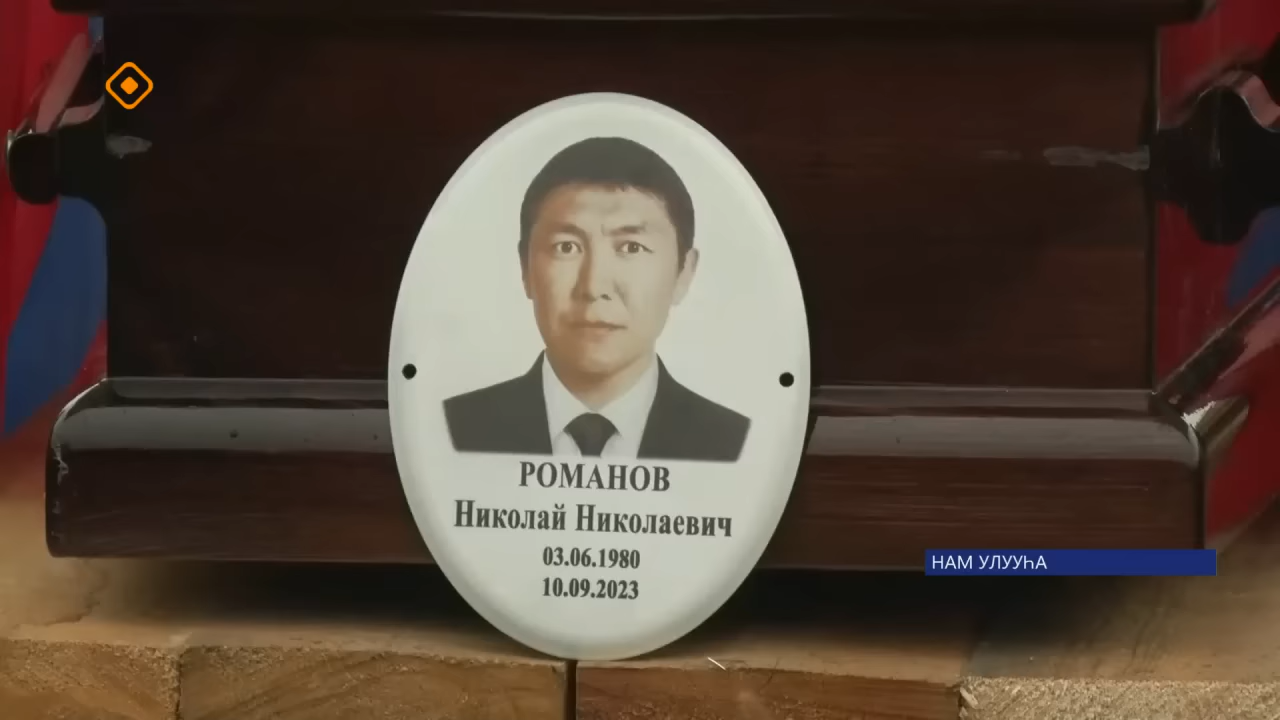 РОМАНОВ
Николай Николаевич
03.06.1980
10.09.2023
НАМ УЛУУҺА